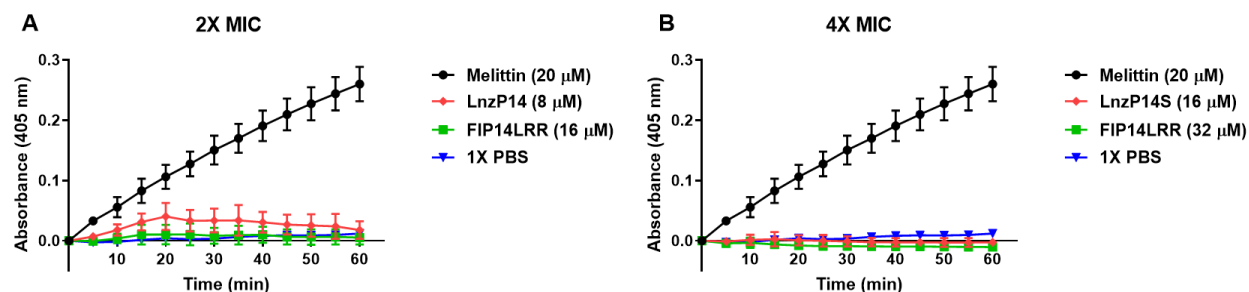 A
2X MIC
Absorbance (405 nm)
0.3
0.2
0.1
0.0
10 20 30 40 50 60
Time (min)
Melittin (20 μM)
LnzP14 (8 μM)
FIP14LRR (16 μM)
1X PBS
B
4X MIC
Absorbance (405 nm)
0.3
0.2
0.1
0.0
10 20 30 40 50 60
Time (min)
Melittin (20 μM)
LnzP14S (16 μM)
FIP14LRR (32 μM)
1X PBS